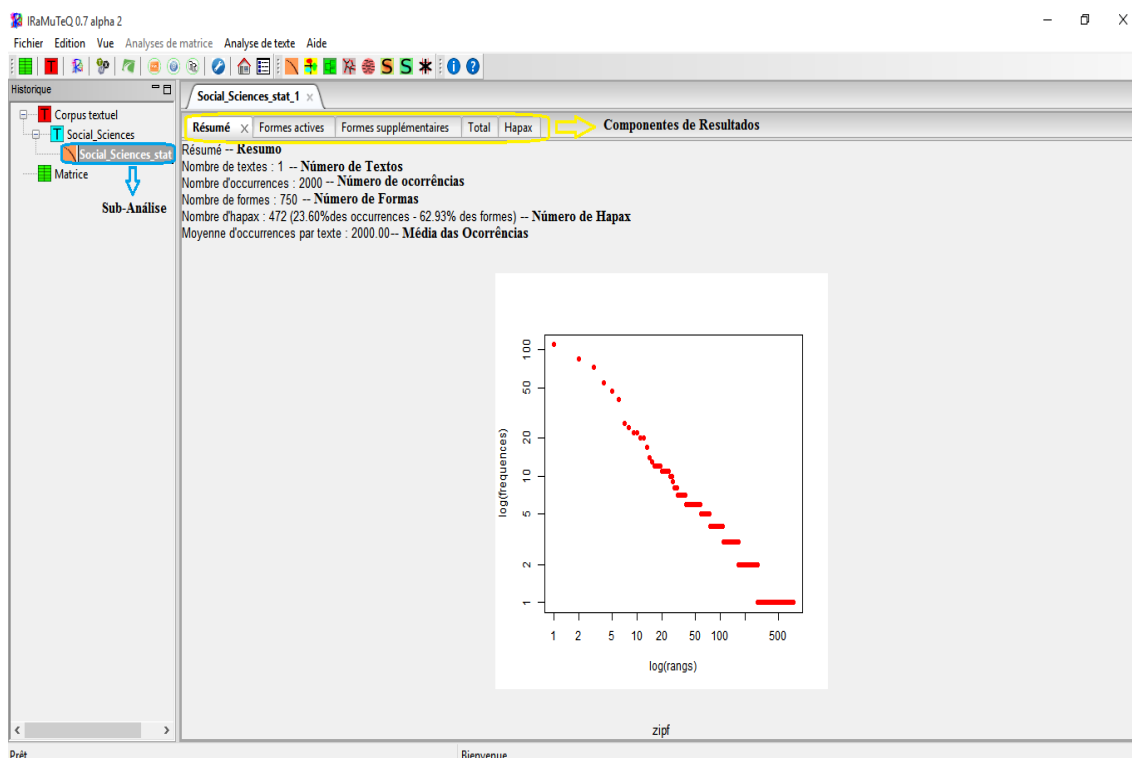 IRaMuTeQ 0.7 alpha 2
Fichier Edition Vue Analyses de matrice Analyse de texte Aide
Historique
Corpus textuel
Social_Sciences
Social_Sciences_stat
Matrice
Sub-Análise
Social_Sciences_stat_1
Résumé Formes actives Formes supplémentaires Total Hapax
Componentes de Resultados
Résumé -- Resumo
Nombre de textes : 1 -- Número de Textos
Nombre d'occurrences : 2000 -- Número de ocorrências
Nombre de formes : 750 -- Número de Formas
Nombre d'hapax : 472 (23.60%des occurrences - 62.93% des formes) -- Número de Hapax
Moyenne d'occurrences par texte : 2000.00-- Média das Ocorrências
log(frequences)
100
50
20
10
5
2
1
1 2 5 10 20 50 100 500
log(rangs)
zipf
Prêt
Bienvenue